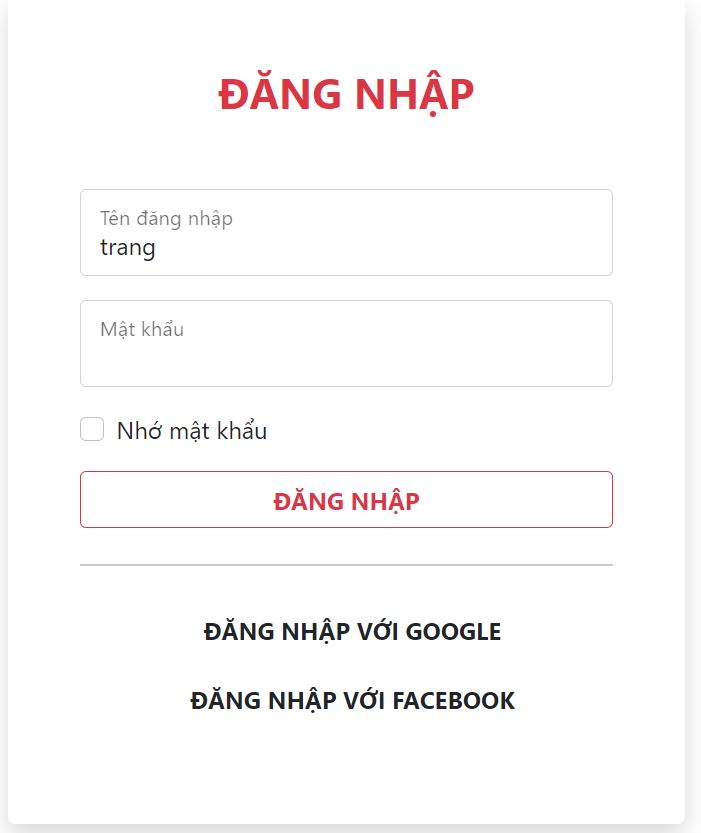 ĐĂNG NHẬP
Tên đăng nhập
trang
Mật khẩu
Nhớ mật khẩu
ĐĂNG NHẬP
ĐĂNG NHẬP VỚI GOOGLE
ĐĂNG NHẬP VỚI FACEBOOK